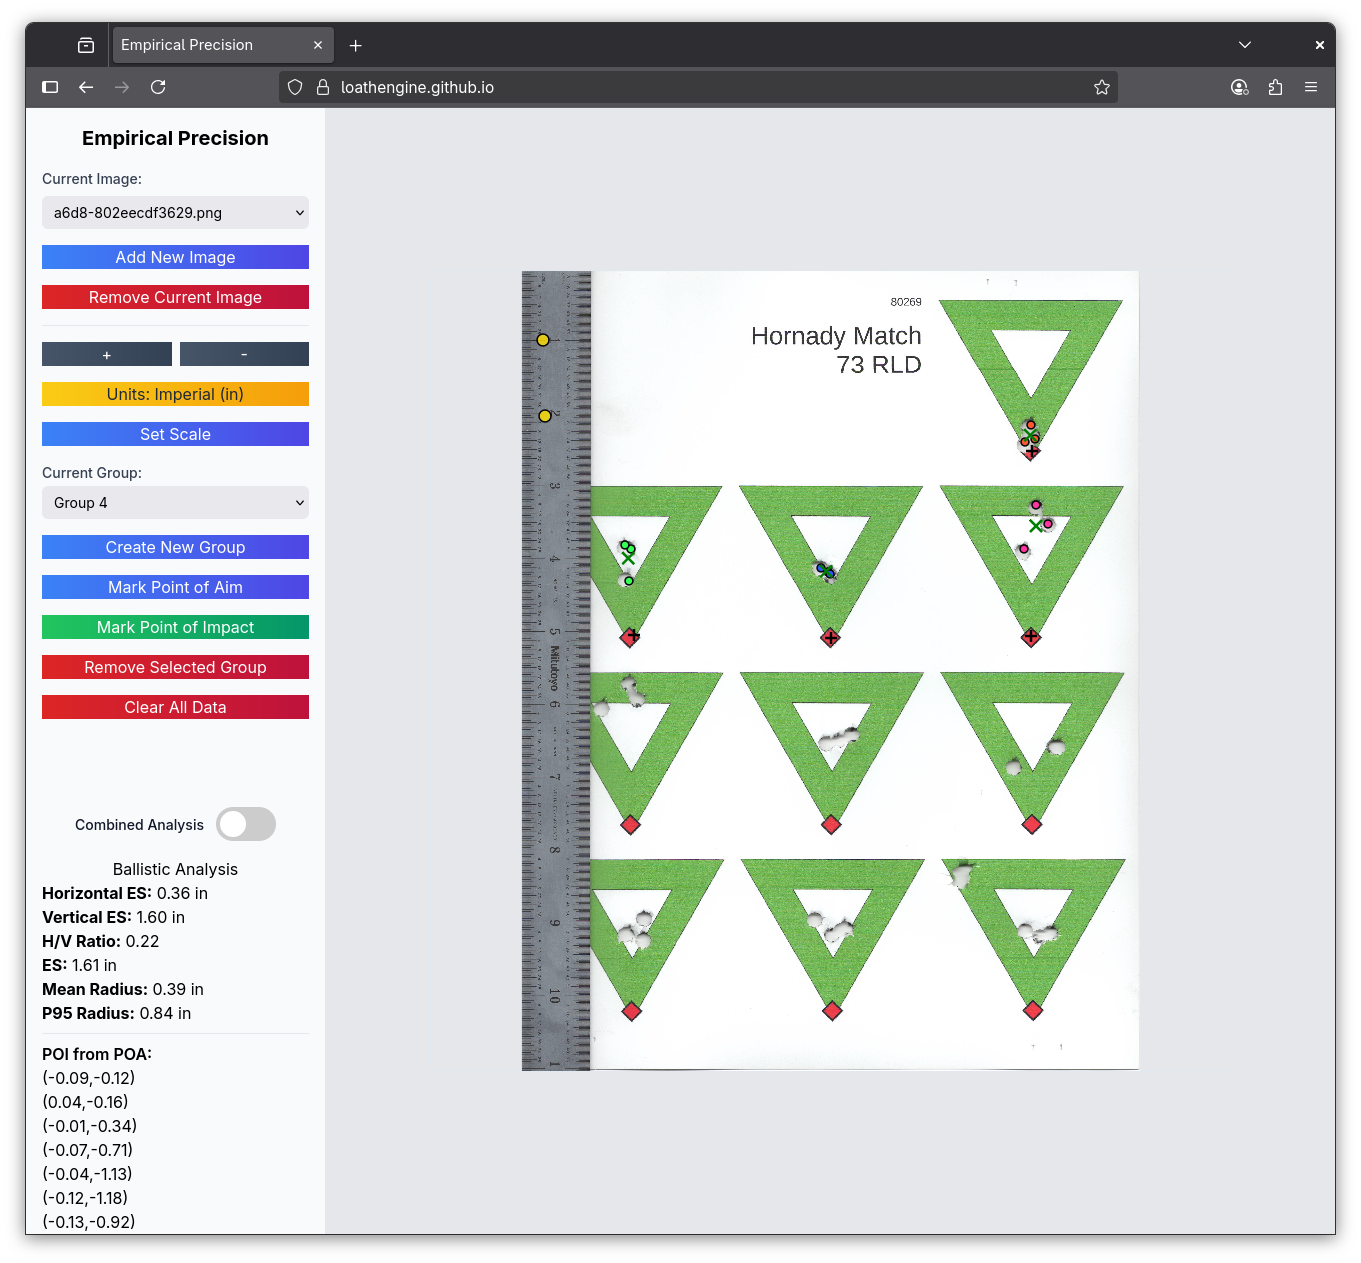 Empirical Precision
loathengine.github.io
Empirical Precision
Current Image:
a6d8-802eecdf3629.png
Add New Image
Remove Current Image
+ -
Units: Imperial (in)
Set Scale
Current Group:
Group 4
Create New Group
Mark Point of Aim
Mark Point of Impact
Remove Selected Group
Clear All Data
Combined Analysis
Ballistic Analysis
Horizontal ES: 0.36 in
Vertical ES: 1.60 in
H/V Ratio: 0.22
ES: 1.61 in
Mean Radius: 0.39 in
P95 Radius: 0.84 in
POI from POA:
(-0.09,-0.12)
(0.04,-0.16)
(-0.01,-0.34)
(-0.07,-0.71)
(-0.04,-1.13)
(-0.12,-1.18)
(-0.13,-0.92)
80269
Hornady Match
73 RLD
2
3
4
5
Mitutoyo
6
7
8
9
10